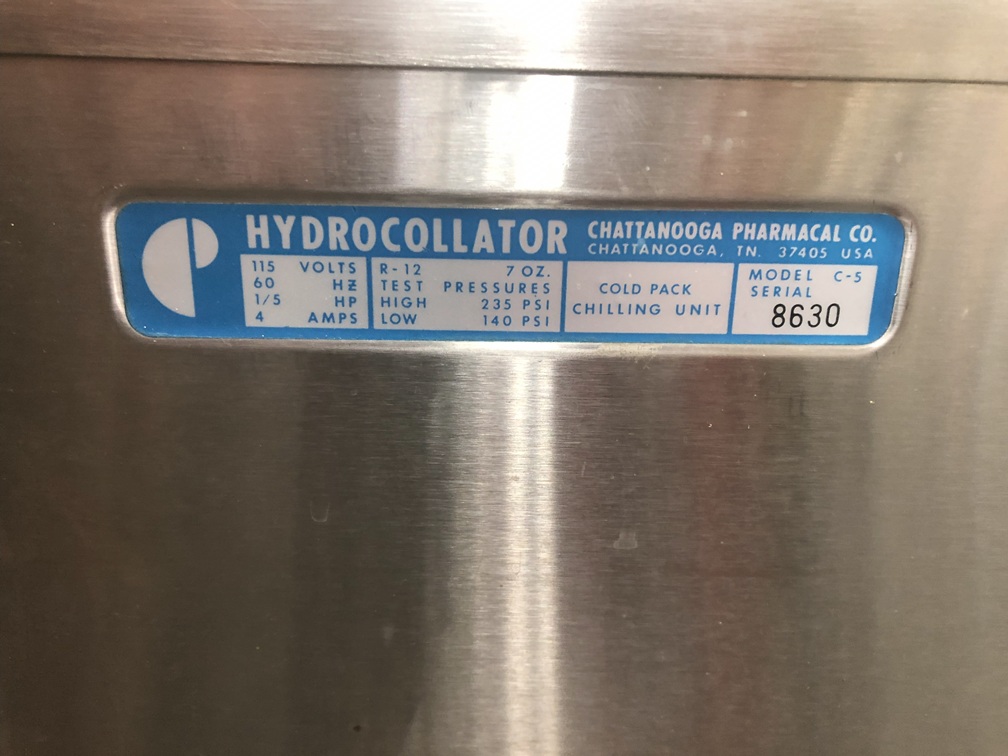 HYDROCOLLATOR
CHATTANOOGA PHARMACAL CO.
CHATTANOOGA, TN. 37405 USA
115 VOLTS
60 HZ
1/5 HP
4 AMPS
R-12 7 OZ.
TEST PRESSURES
HIGH 235 PSI
LOW 140 PSI
COLD PACK
CHILLING UNIT
MODEL C-5
SERIAL
8630